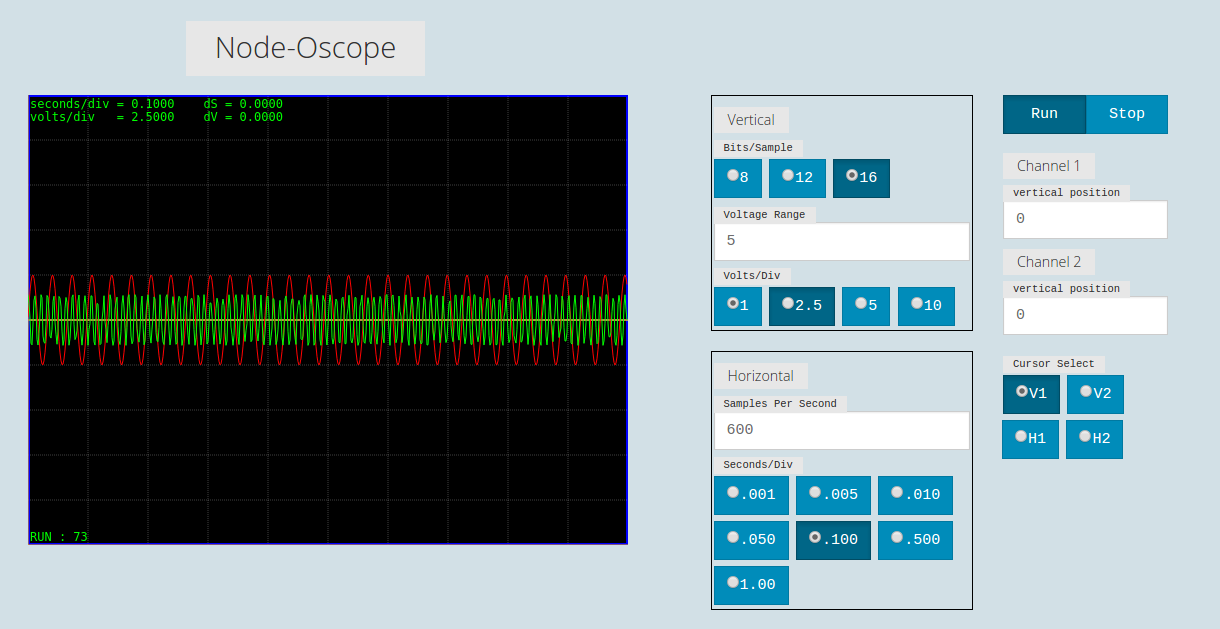 Node-Oscope
seconds/div = 0.1000 dS = 0.0000
volts/div = 2.5000 dV = 0.0000
RUN : 73
Vertical
Bits/Sample
8 12 16
Voltage Range
5
Volts/Div
1 2.5 5 10
Horizontal
Samples Per Second
600
Seconds/Div
.001 .005 .010
.050 .100 .500
1.00
Run Stop
Channel 1
vertical position
0
Channel 2
vertical position
0
Cursor Select
V1 V2
H1 H2